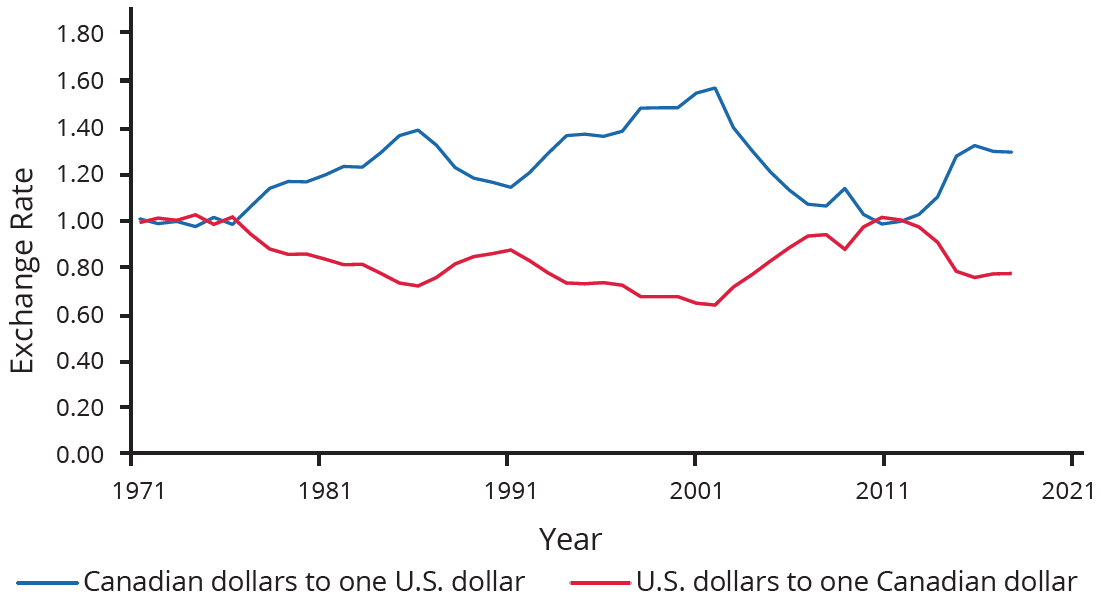 1.80
1.60
1.40
1.20
1.00
0.80
0.60
0.40
0.20
0.00
Exchange Rate
1971 1981 1991 2001 2011 2021
Year
Canadian dollars to one U.S. dollar U.S. dollars to one Canadian dollar